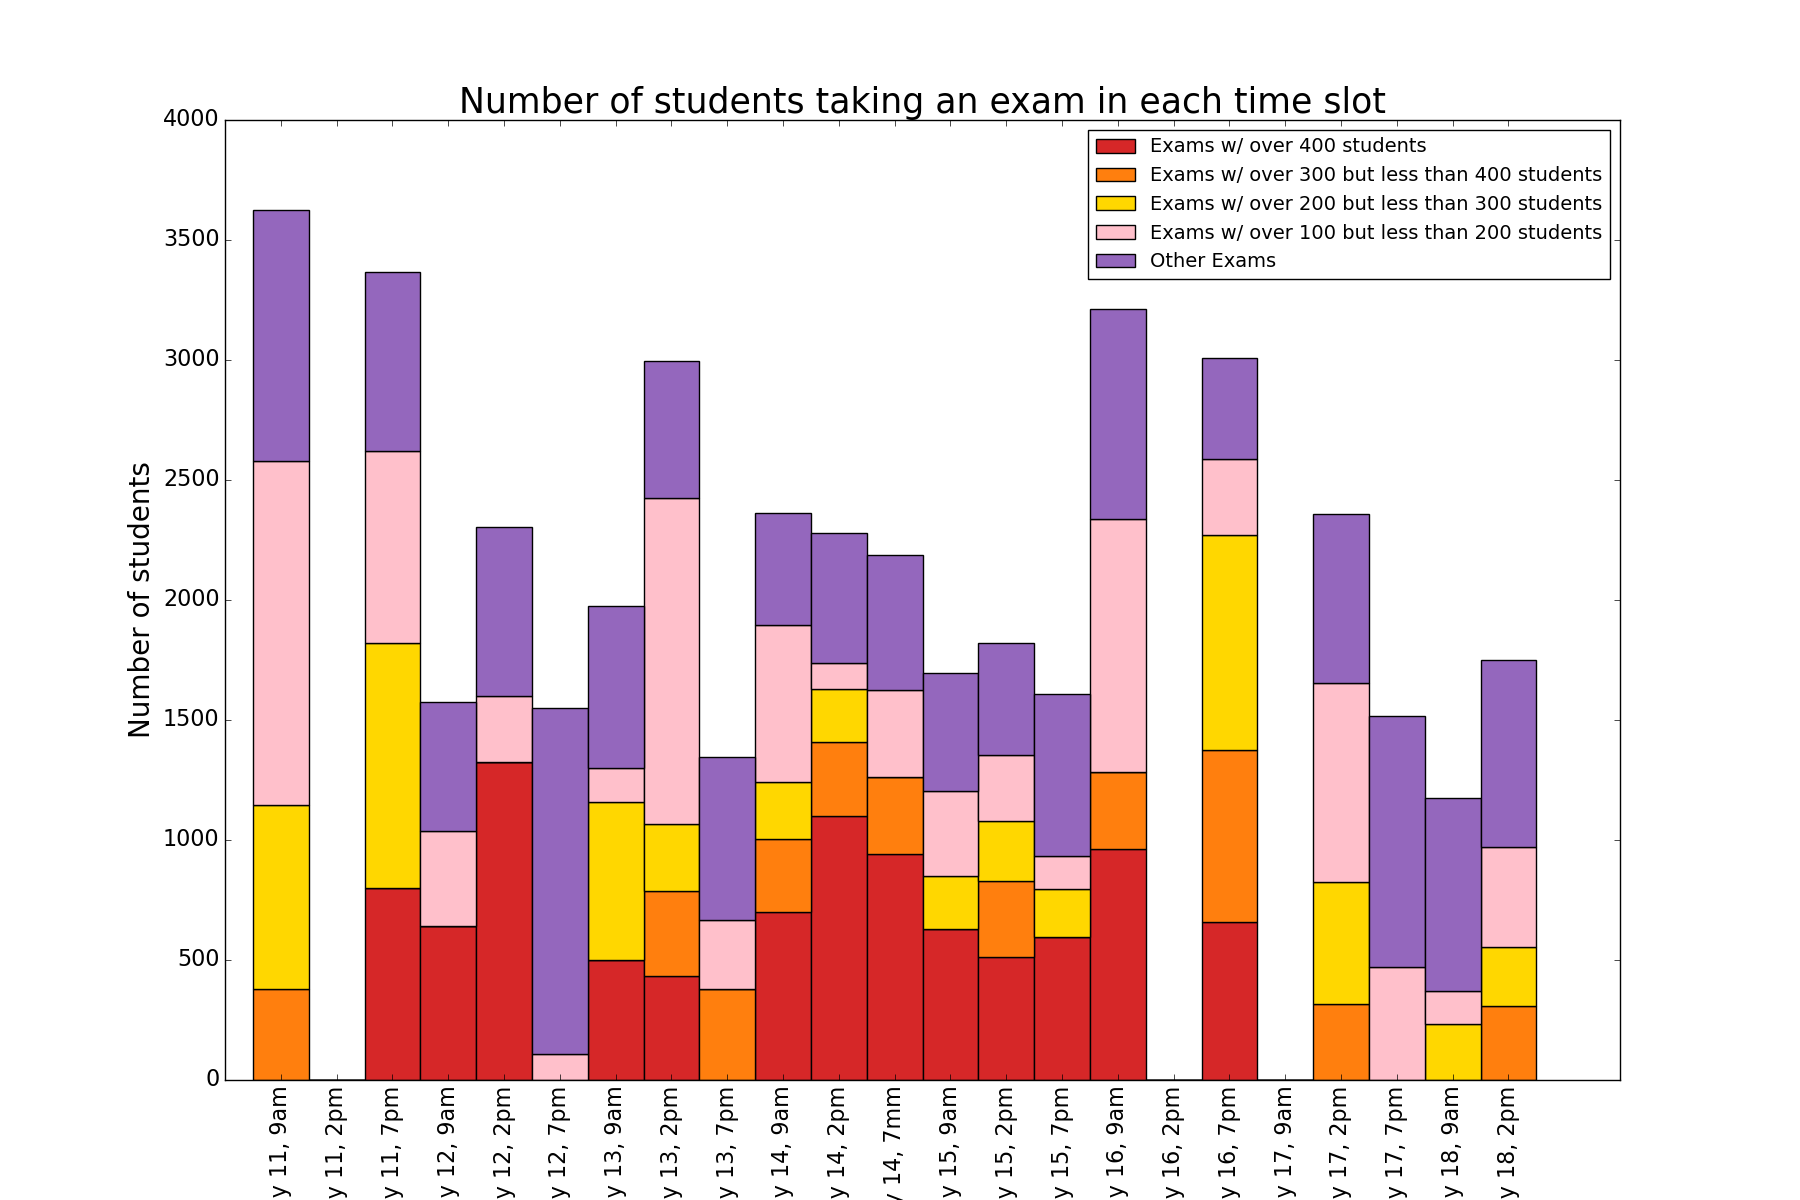 Number of students taking an exam in each time slot
Exams w/ over 400 students
Exams w/ over 300 but less than 400 students
Exams w/ over 200 but less than 300 students
Exams w/ over 100 but less than 200 students
Other Exams
Number of students
4000
3500
3000
2500
2000
1500
1000
500
0
y 11, 9am
y 11, 2pm
y 11, 7pm
y 12, 9am
y 12, 2pm
y 12, 7pm
y 13, 9am
y 13, 2pm
y 13, 7pm
y 14, 9am
y 14, 2pm
y 14, 7mm
y 15, 9am
y 15, 2pm
y 15, 7pm
y 16, 9am
y 16, 2pm
y 16, 7pm
y 17, 9am
y 17, 2pm
y 17, 7pm
y 18, 9am
y 18, 2pm